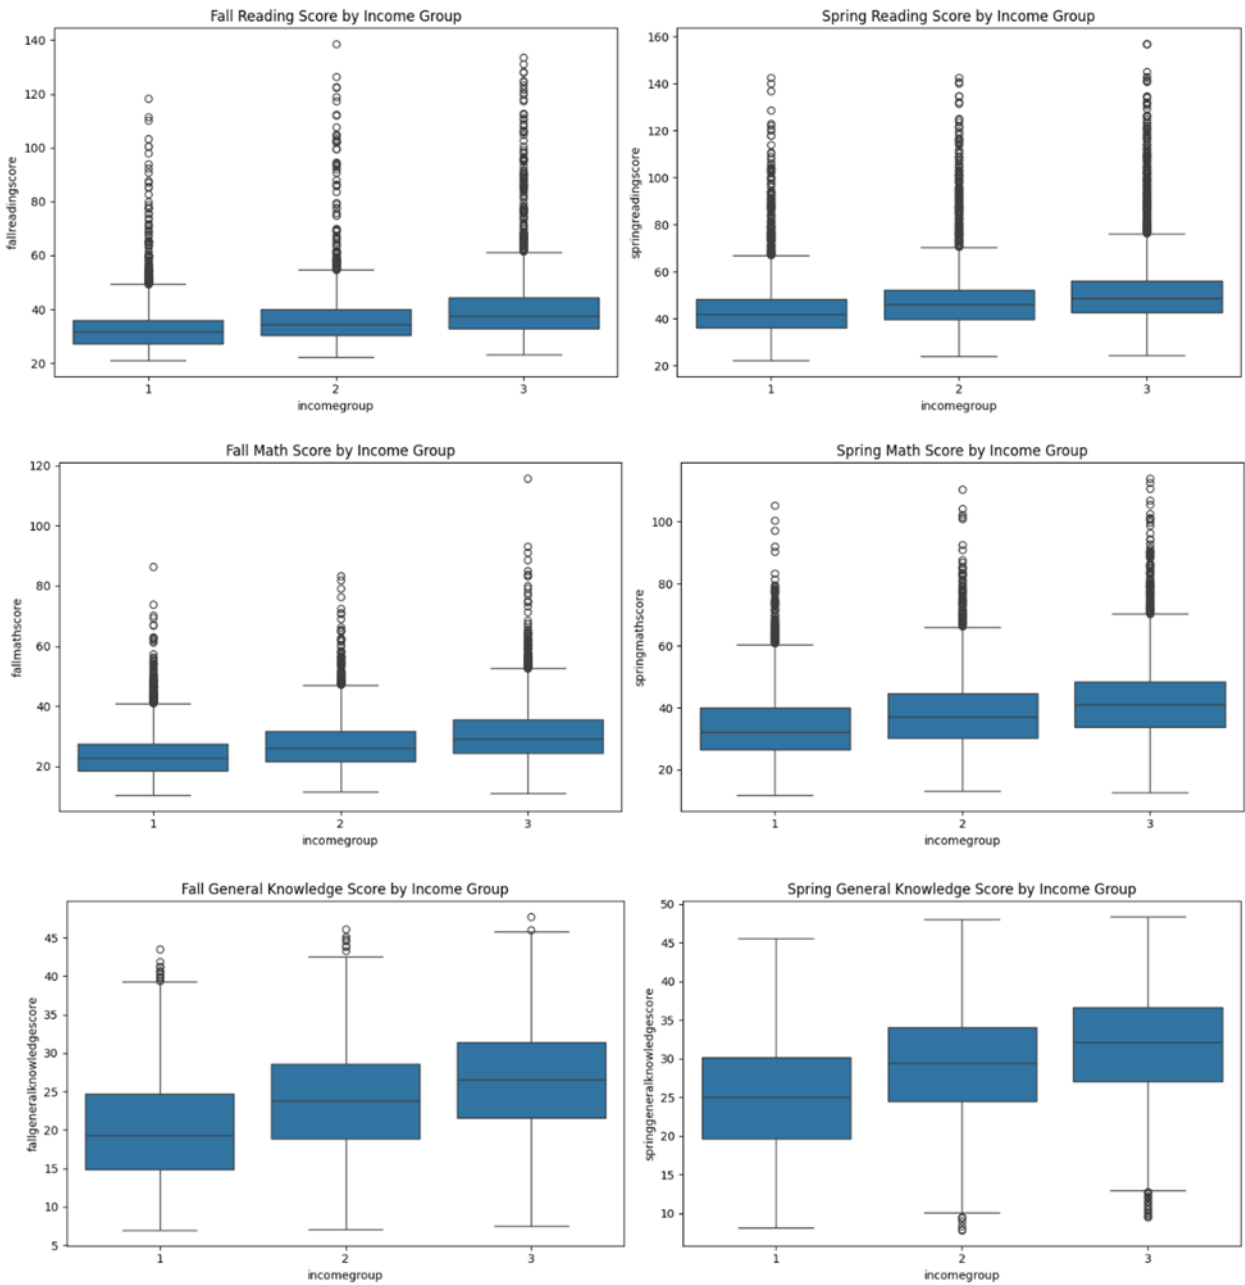 Fall Reading Score by Income Group
140
120
100
80
60
40
20
fallreadingscore
1 2 3
incomegroup
Spring Reading Score by Income Group
160
140
120
100
80
60
40
20
springreadingscore
1 2 3
incomegroup
Fall Math Score by Income Group
120
100
80
60
40
20
fallmathscore
1 2 3
incomegroup
Spring Math Score by Income Group
100
80
60
40
20
springmathscore
1 2 3
incomegroup
Fall General Knowledge Score by Income Group
45
40
35
30
25
20
15
10
5
fallgeneralknowledgescore
1 2 3
incomegroup
Spring General Knowledge Score by Income Group
50
45
40
35
30
25
20
15
10
springgeneralknowledgescore
1 2 3
incomegroup